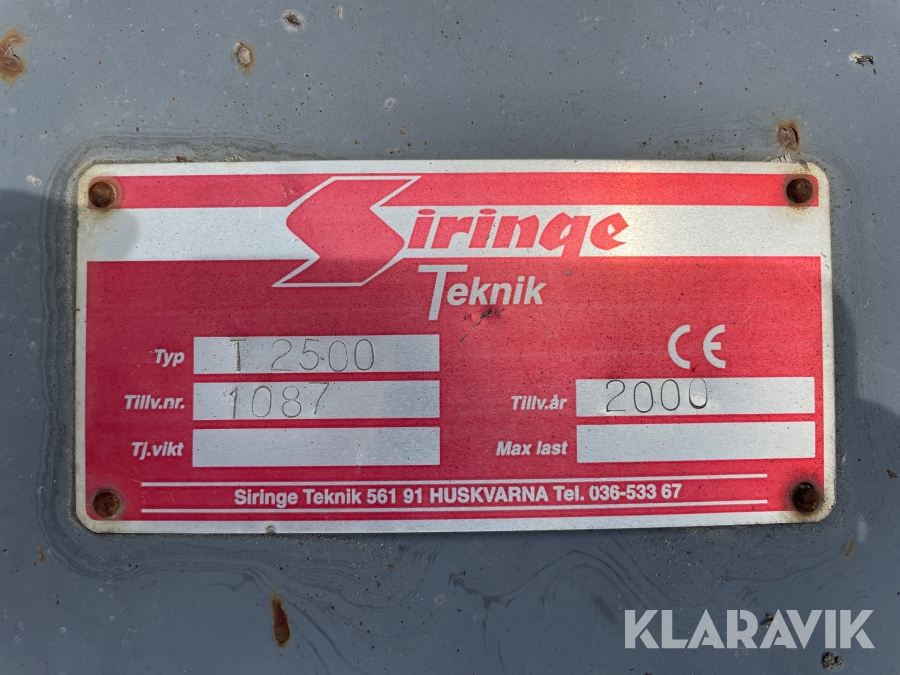 Siringe
Teknik
Typ T 2500
Tillv.nr. 1087
Tillv.år 2000
Tj.vikt
Max last
CE
Siringe Teknik 561 91 HUSKVARNA Tel. 036-533 67
KLARAVIK